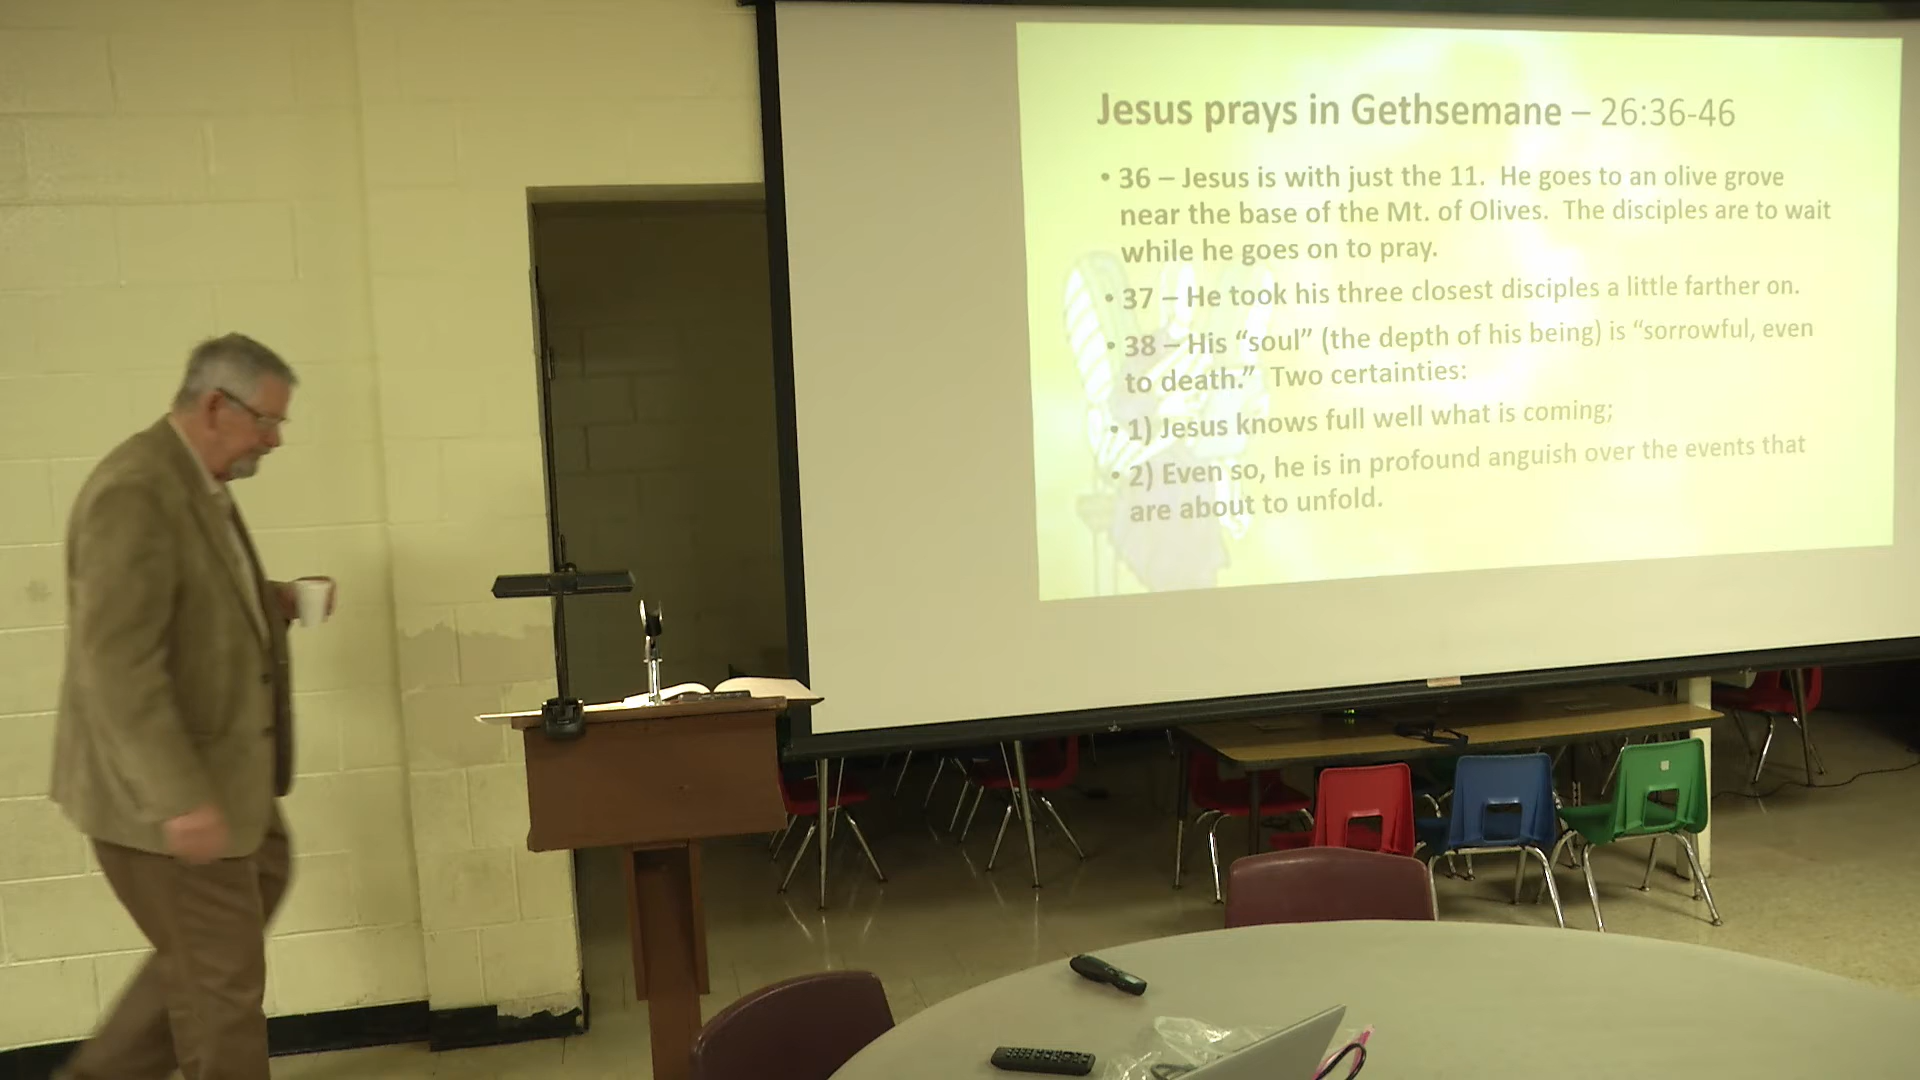 Jesus prays in Gethsemane – 26:36-46
• 36 – Jesus is with just the 11.  He goes to an olive grove
near the base of the Mt. of Olives.  The disciples are to wait
while he goes on to pray.
• 37 – He took his three closest disciples a little farther on.
• 38 – His “soul” (the depth of his being) is “sorrowful, even
to death.”  Two certainties:
• 1) Jesus knows full well what is coming;
• 2) Even so, he is in profound anguish over the events that
are about to unfold.